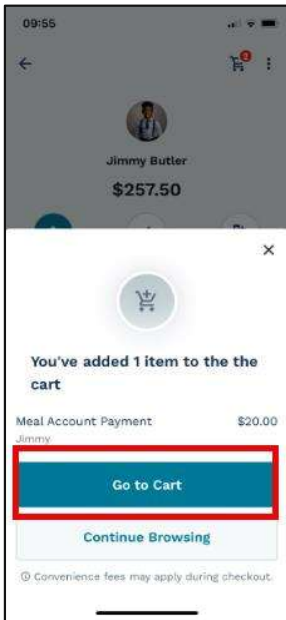 09:55
Jimmy Butler
$257.50
You've added 1 item to the the
cart
Meal Account Payment $20.00
Jimmy
Go to Cart
Continue Browsing
Convenience fees may apply during checkout.